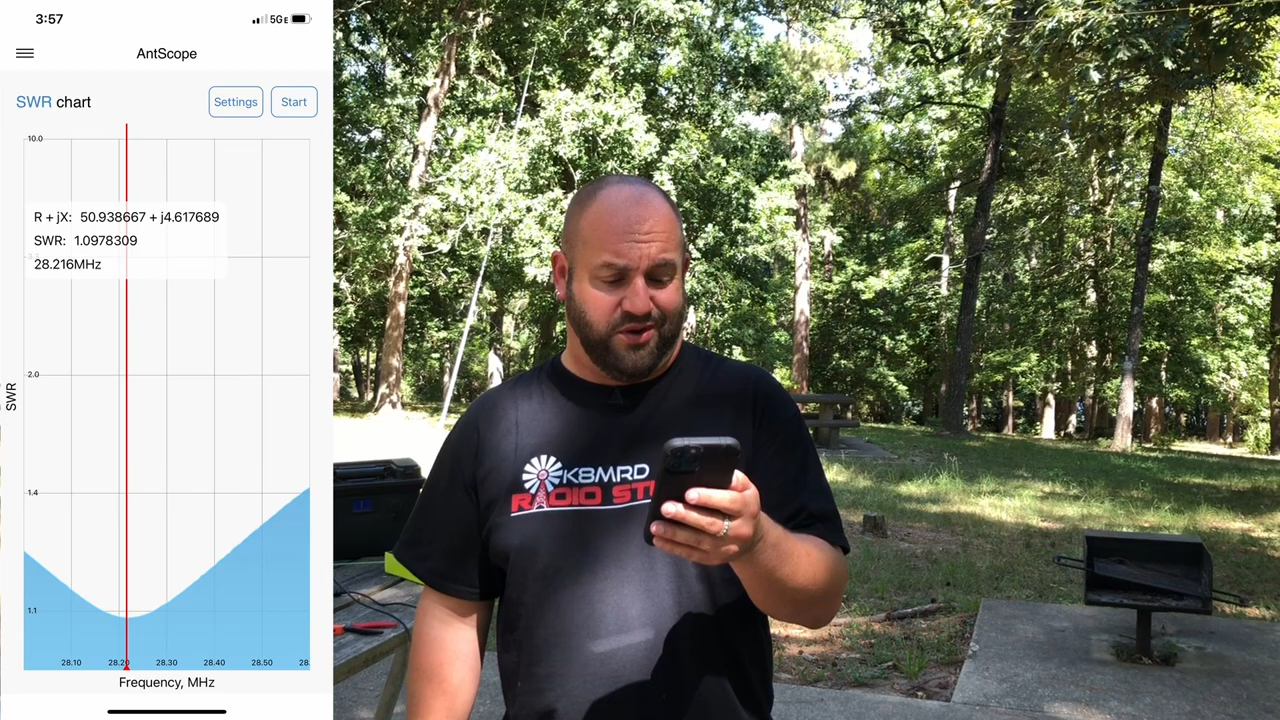 3:57
5GE
AntScope
SWR chart
Settings
Start
10.0
R + jX: 50.938667 + j4.617689
SWR: 1.0978309
28.216MHz
2.0
SWR
1.4
1.1
28.10
28.20
28.30
28.40
28.50
28.
Frequency, MHz
K8MRD
RADIO ST